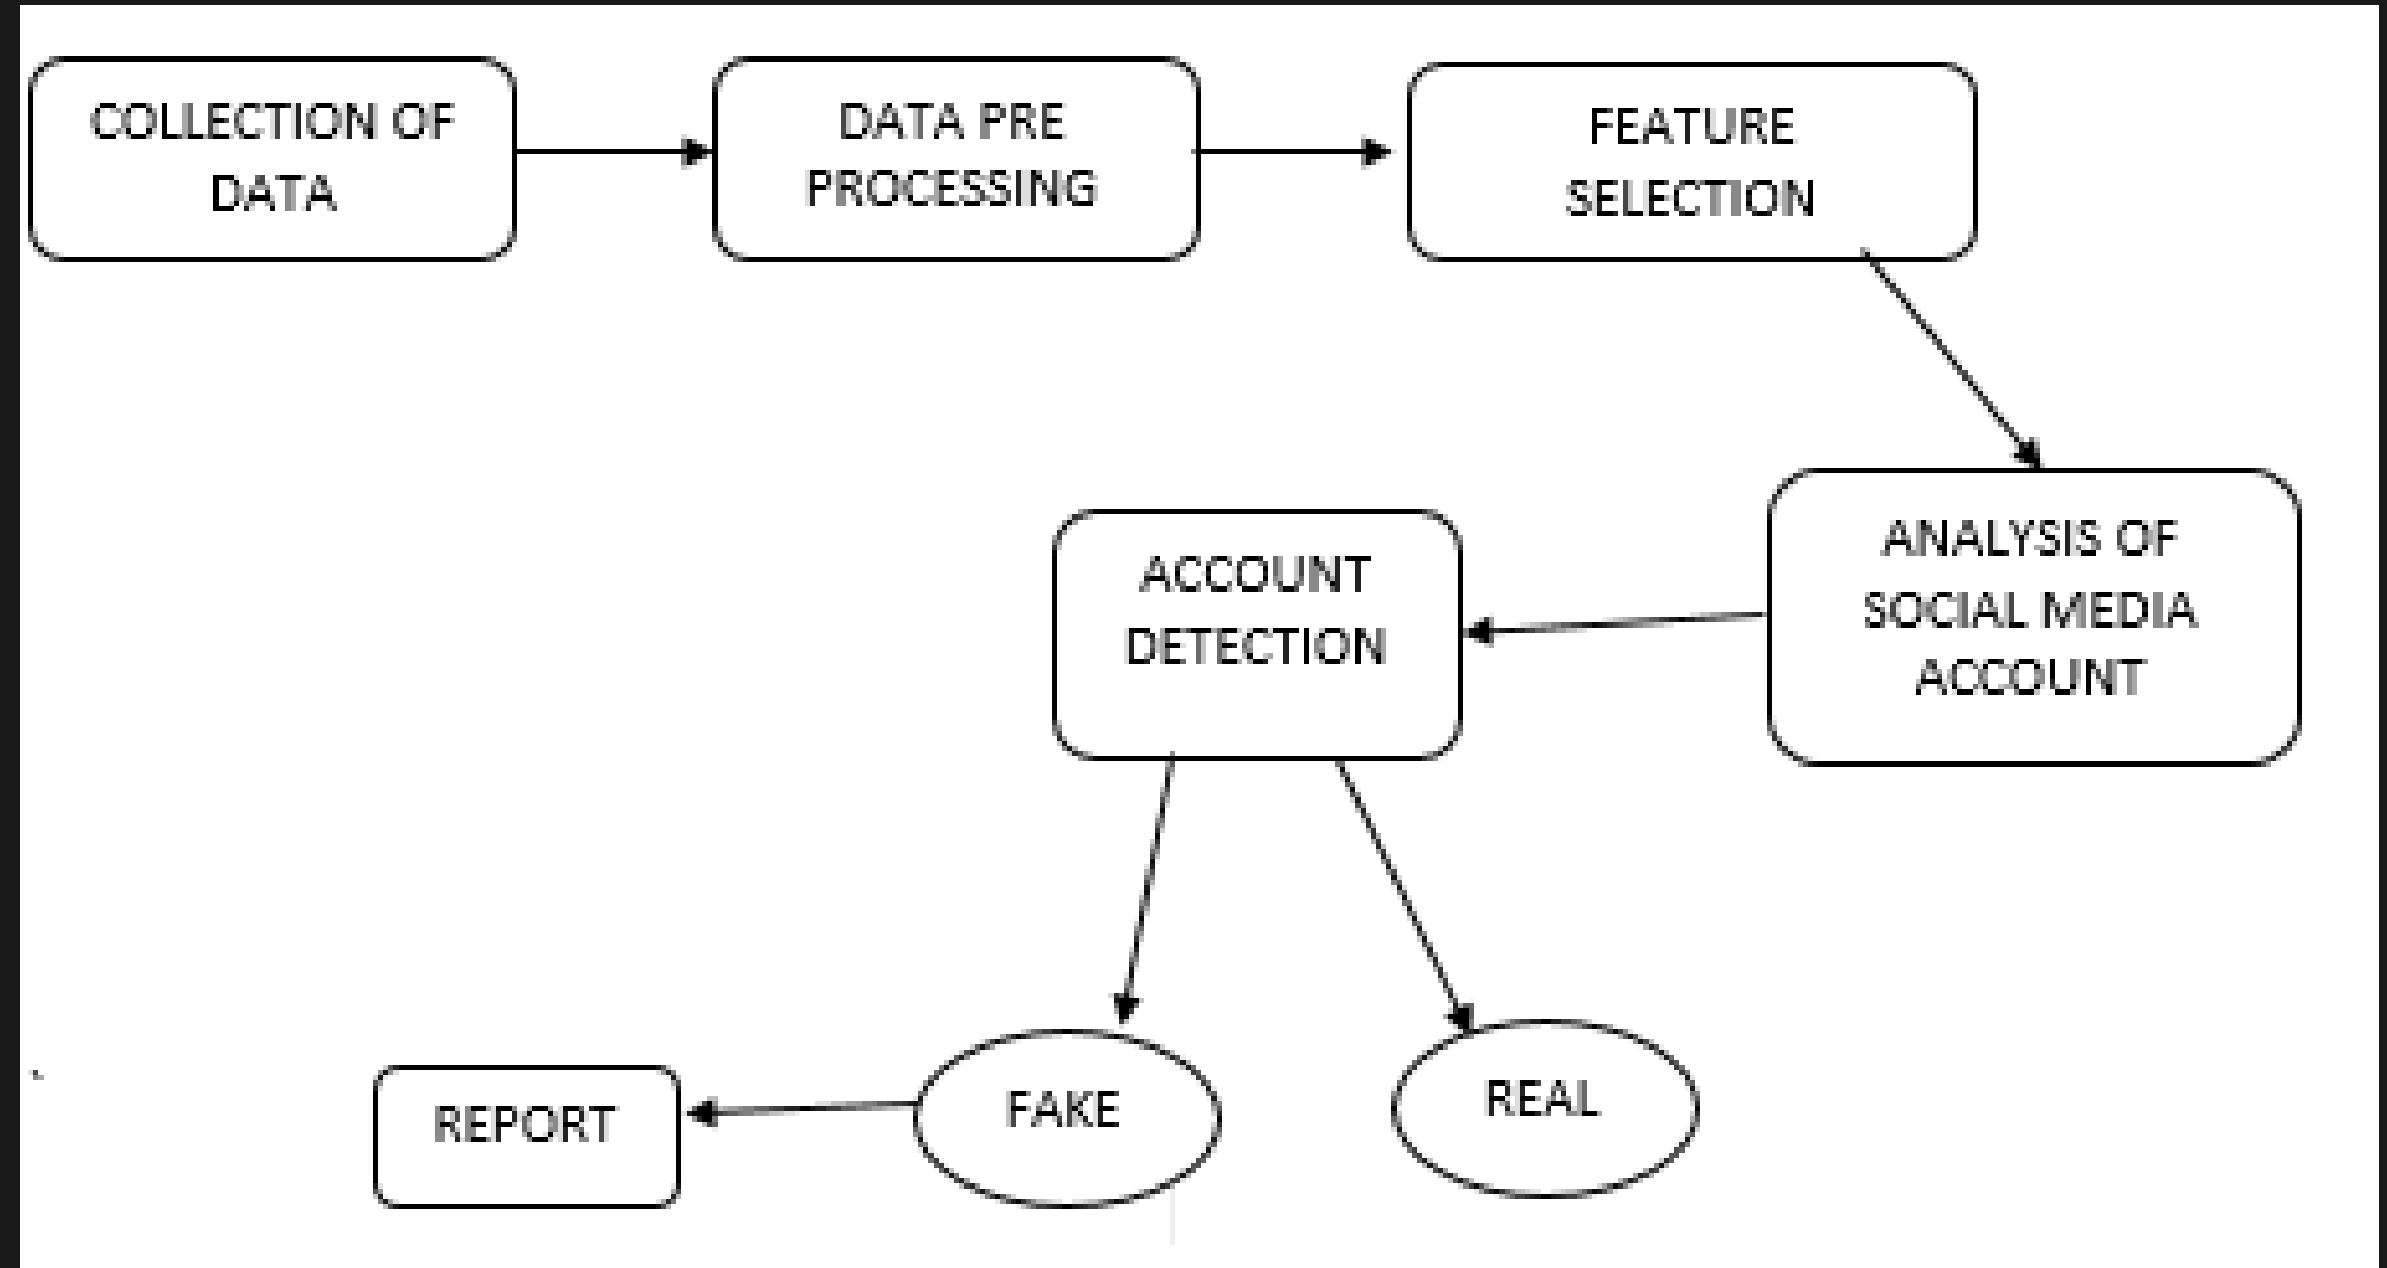 COLLECTION OF
DATA
DATA PRE
PROCESSING
FEATURE
SELECTION
ANALYSIS OF
SOCIAL MEDIA
ACCOUNT
ACCOUNT
DETECTION
FAKE
REAL
REPORT